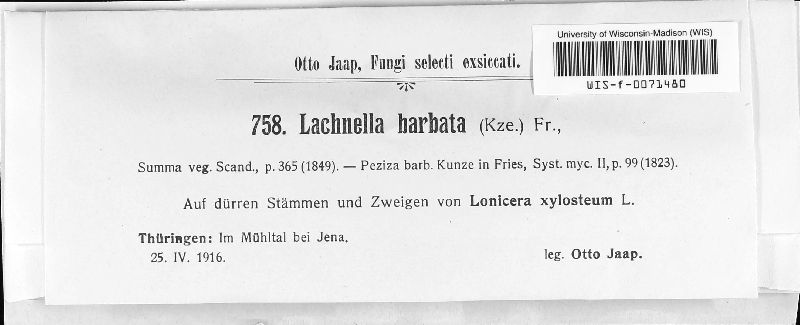 University of Wisconsin-Madison (WIS)
WIS-f-0071480
Otto Jaap, Fungi selecti exsiccati.
758. Lachnella barbata (Kze.) Fr.,
Summa veg. Scand., p. 365 (1849). — Peziza barb. Kunze in Fries, Syst. myc. II, p. 99 (1823).
Auf dürren Stämmen und Zweigen von Lonicera xylosteum L.
Thüringen: Im Mühltal bei Jena.
25. IV. 1916. leg. Otto Jaap.